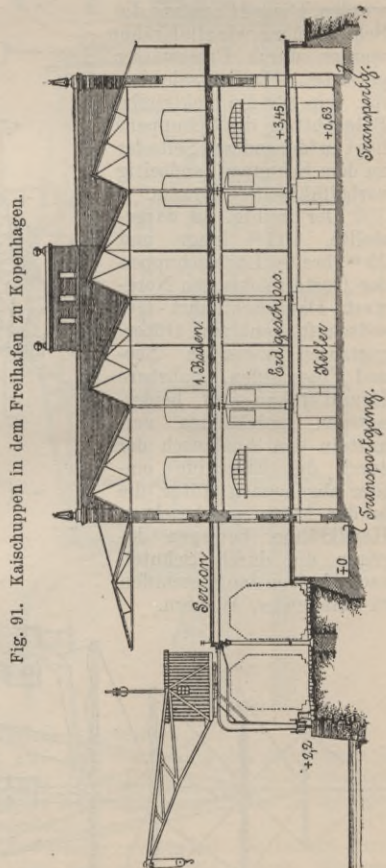 Fig. 91. Kaischuppen in dem Freihafen zu Kopenhagen.
1. Boden.
Perron
Erdgeschoss.
+3,45
Keller
+0,63
∓0
+2,2
Transportgang.
Transportg.